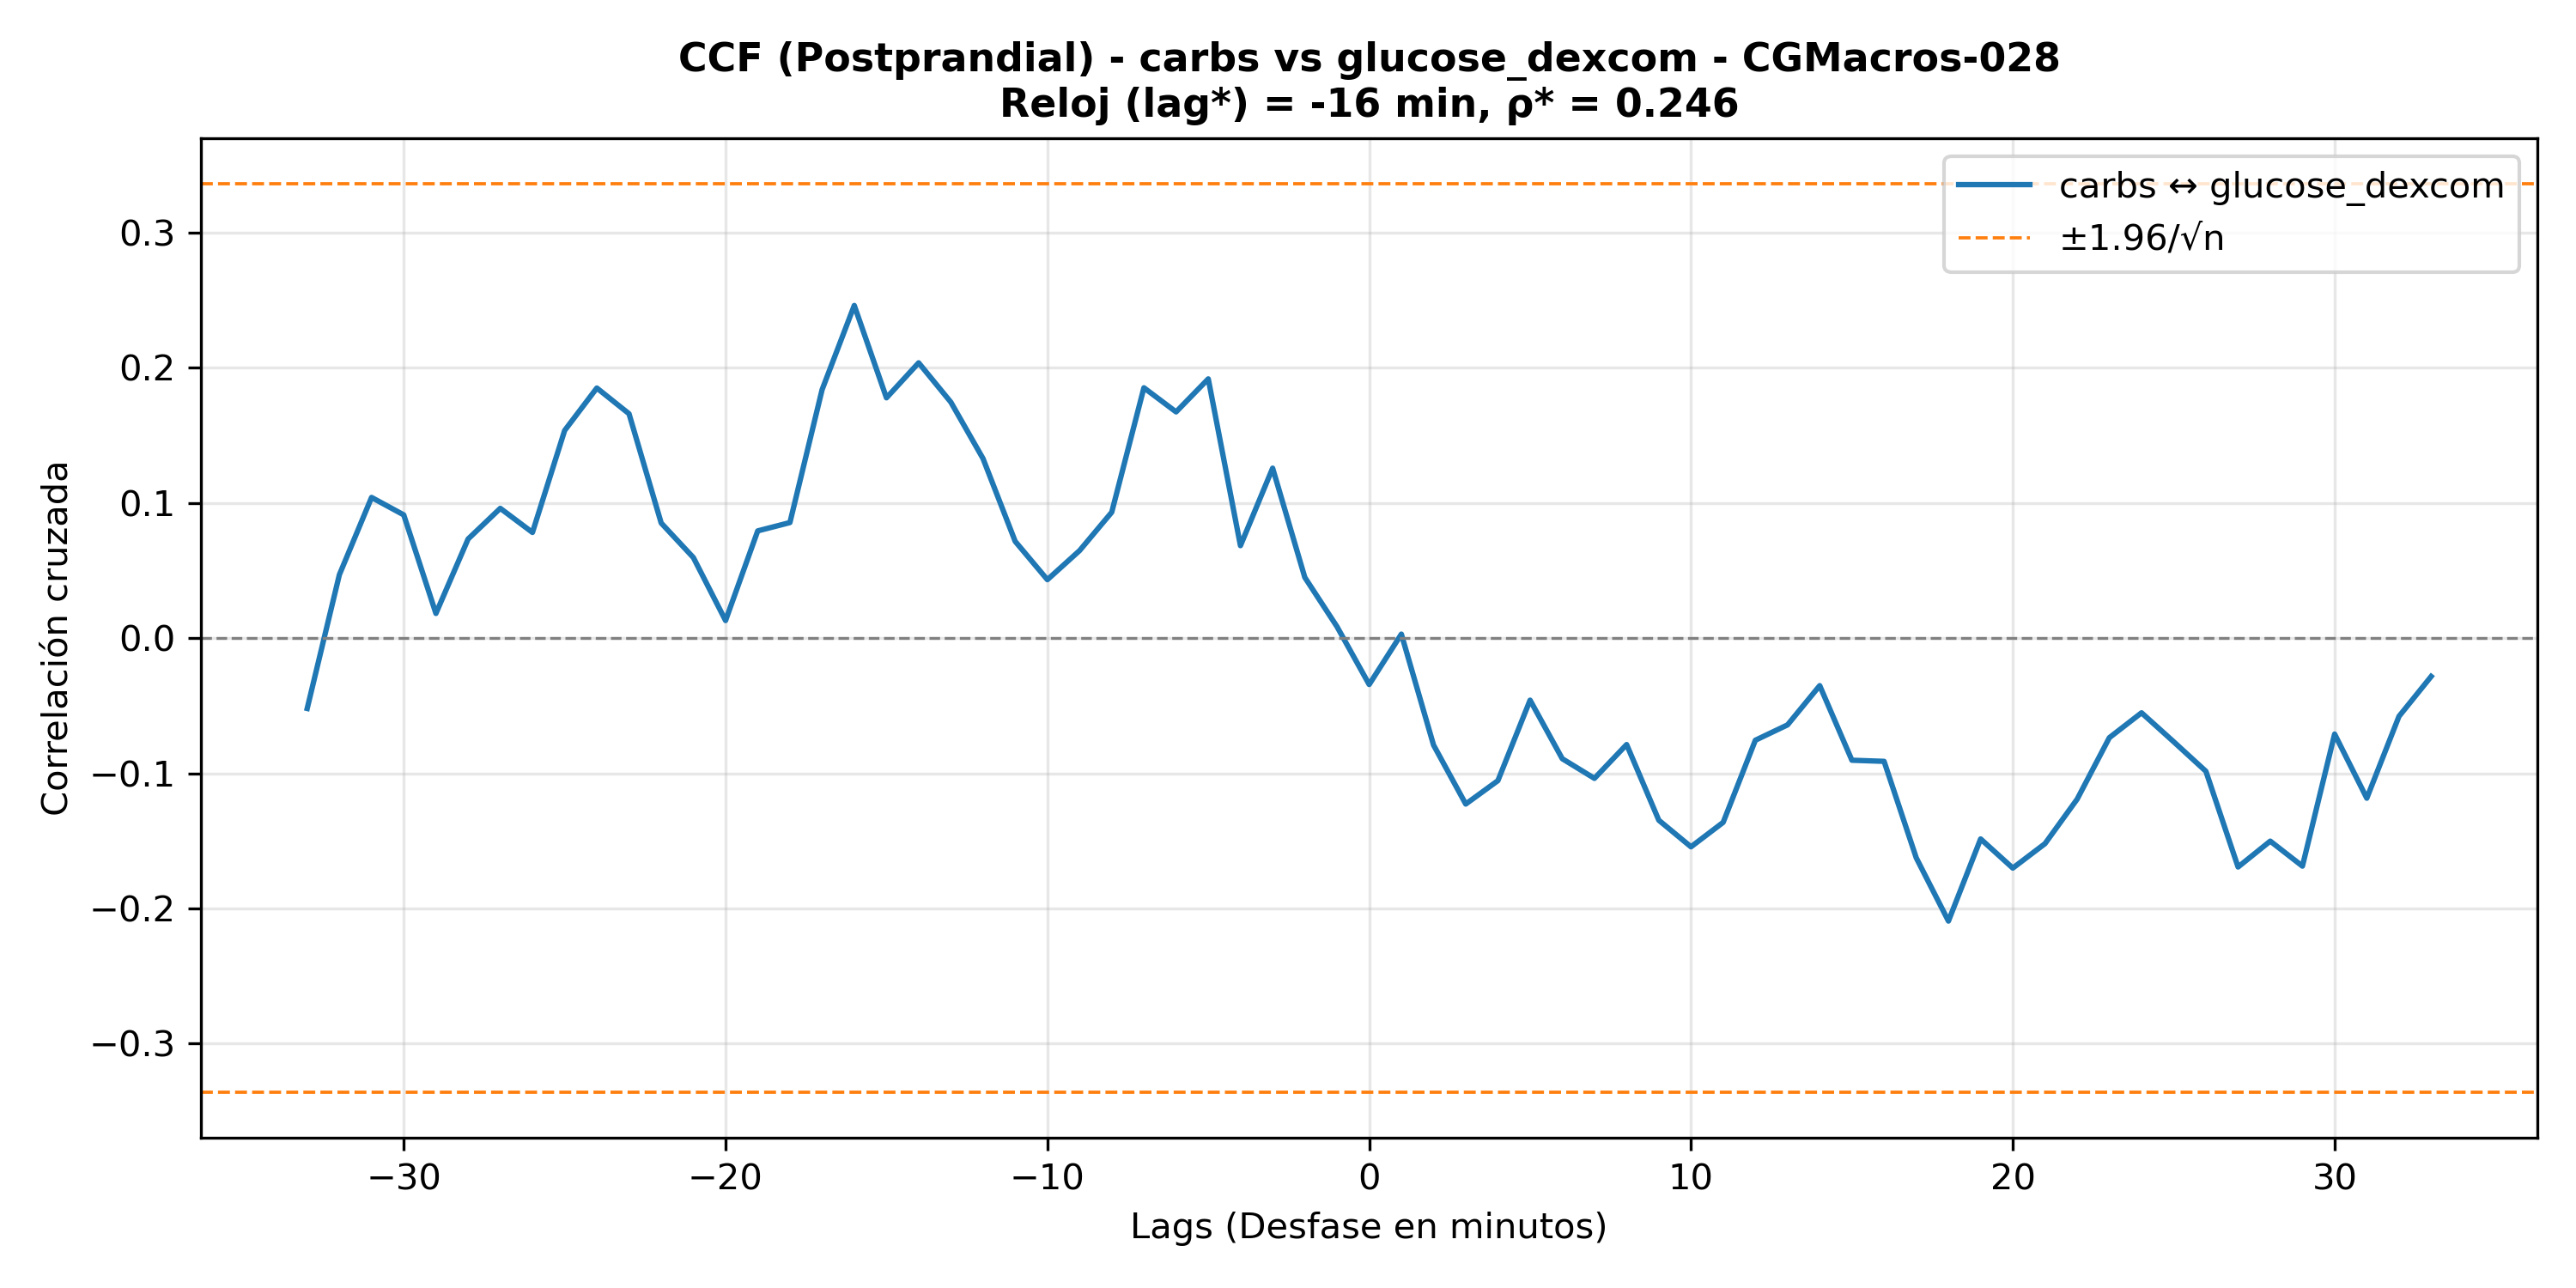 CCF (Postprandial) - carbs vs glucose_dexcom - CGMacros-028
Reloj (lag*) = -16 min, ρ* = 0.246
carbs ↔ glucose_dexcom
±1.96/√n
Correlación cruzada
0.3
0.2
0.1
0.0
−0.1
−0.2
−0.3
−30
−20
−10
0
10
20
30
Lags (Desfase en minutos)